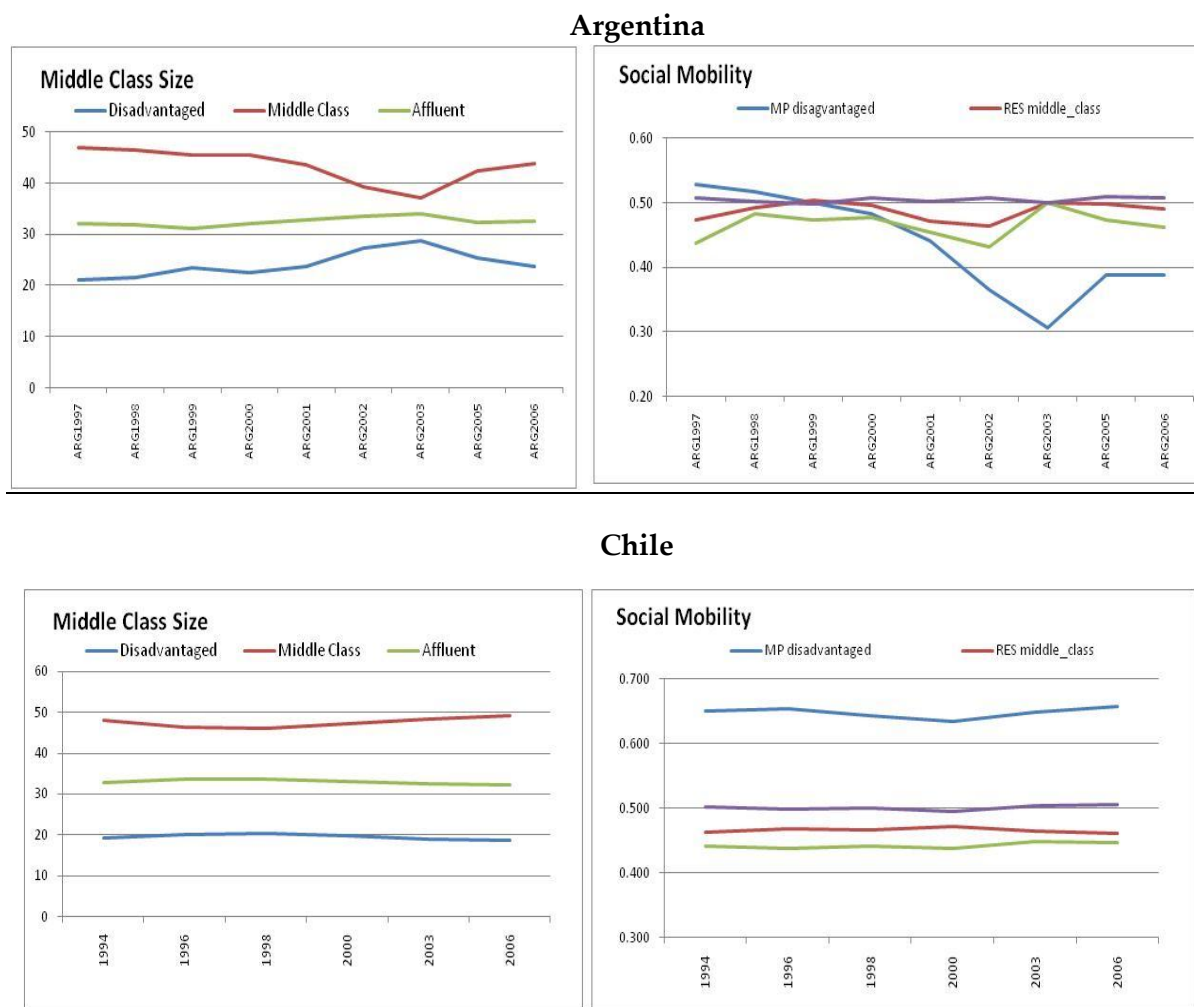 Argentina
Middle Class Size
Disadvantaged Middle Class Affluent
50
40
30
20
10
0
ARG1997
ARG1998
ARG1999
ARG2000
ARG2001
ARG2002
ARG2003
ARG2005
ARG2006
Social Mobility
MP disagvantaged RES middle_class
0.60
0.50
0.40
0.30
0.20
ARG1997
ARG1998
ARG1999
ARG2000
ARG2001
ARG2002
ARG2003
ARG2005
ARG2006
Chile
Middle Class Size
Disadvantaged Middle Class Affluent
60
50
40
30
20
10
0
1994
1996
1998
2000
2003
2006
Social Mobility
MP disadvantaged RES middle_class
0.700
0.600
0.500
0.400
0.300
1994
1996
1998
2000
2003
2006